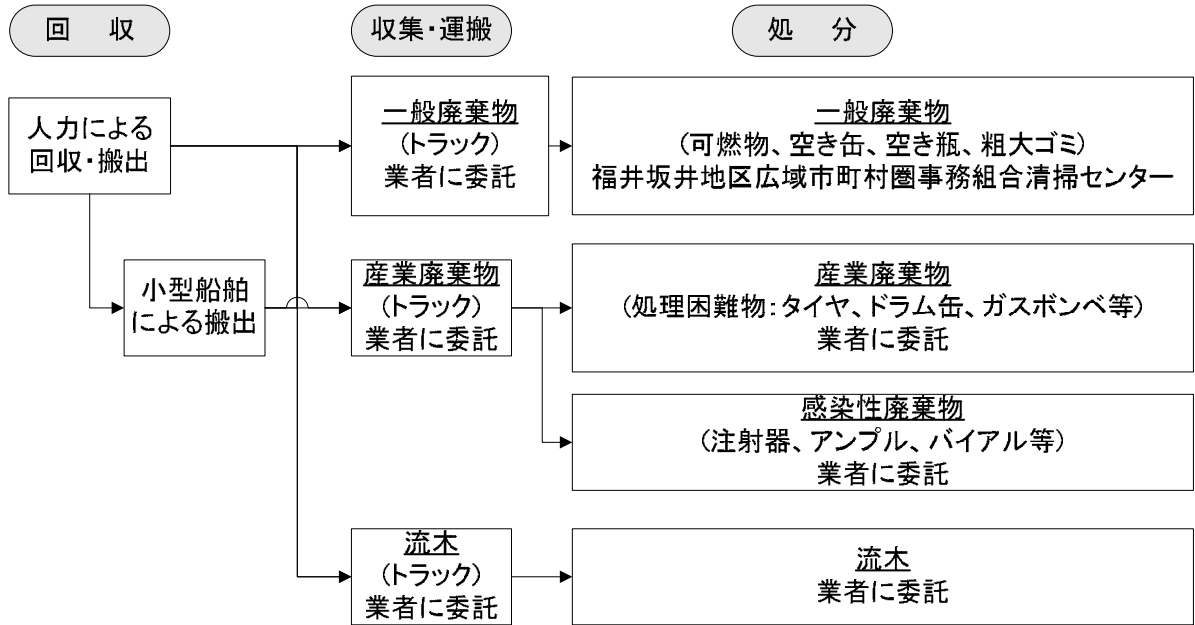 回　収
収集・運搬
処　分
人力による
回収・搬出
小型船舶
による搬出
一般廃棄物
(トラック)
業者に委託
一般廃棄物
(可燃物、空き缶、空き瓶、粗大ゴミ)
福井坂井地区広域市町村圏事務組合清掃センター
産業廃棄物
(トラック)
業者に委託
産業廃棄物
(処理困難物:タイヤ、ドラム缶、ガスボンベ等)
業者に委託
感染性廃棄物
(注射器、アンプル、バイアル等)
業者に委託
流木
(トラック)
業者に委託
流木
業者に委託